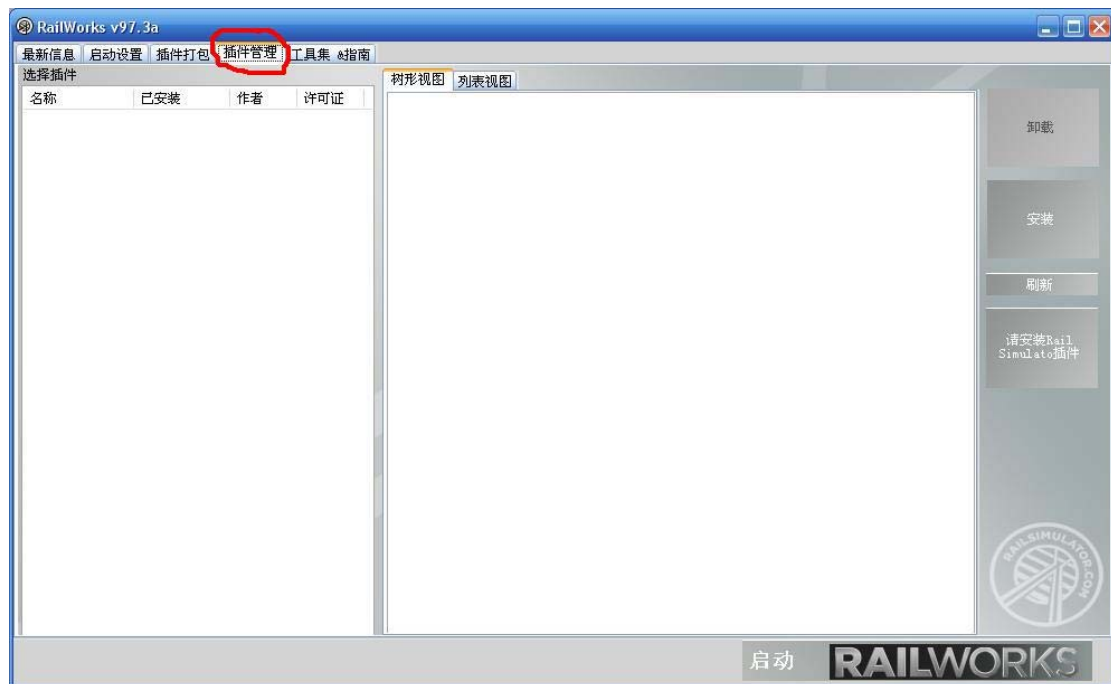 RailWorks v97.3a
最新信息 启动设置 插件打包 插件管理 工具集 &指南
选择插件
树形视图 列表视图
名称 已安装 作者 许可证
卸载
安装
刷新
请安装Rail
Simulato插件
RAILSIMULATOR.COM
启动 RAILWORKS